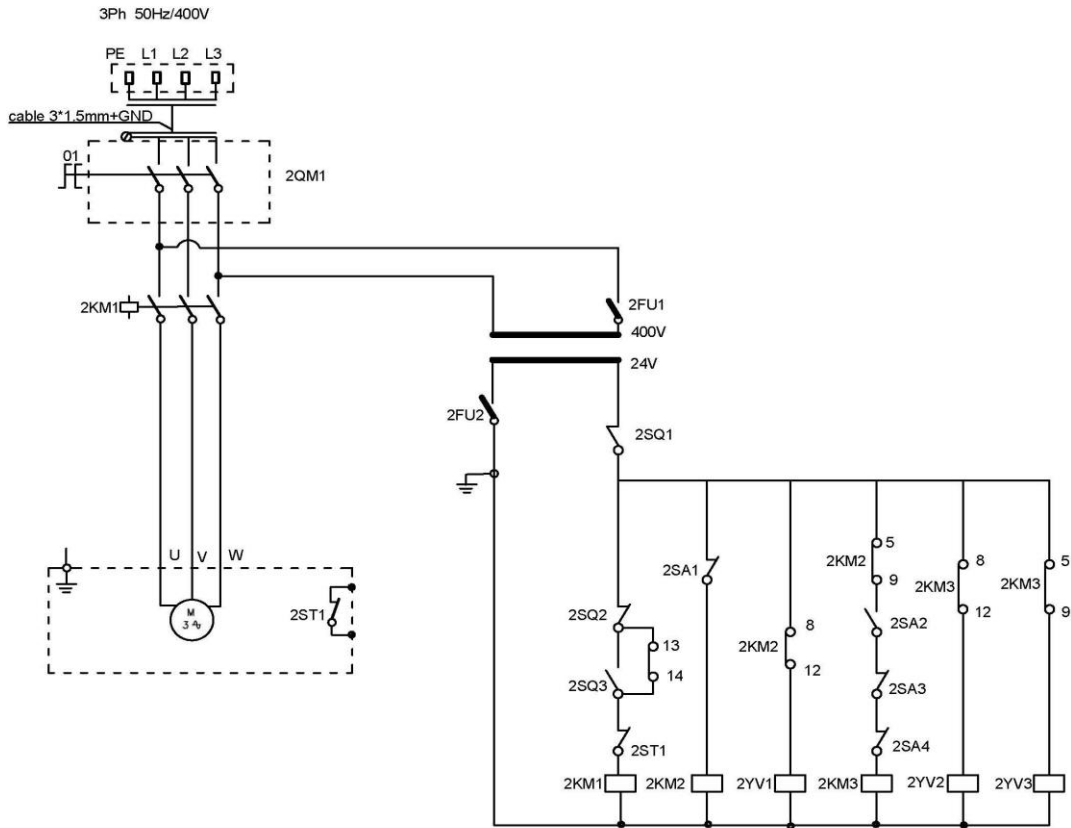 3Ph 50Hz/400V
PE L1 L2 L3
cable 3*1.5mm+GND
01
2QM1
2KM1
2FU1
400V
24V
2FU2
2SQ1
U V W
M
3
2ST1
5
8
5
2KM2
2SA1
2KM3
2KM3
9
12
9
2SQ2
2SA2
8
13
2KM2
12
14
2SQ3
2SA3
2ST1
2SA4
2KM1 2KM2 2YV1 2KM3 2YV2 2YV3